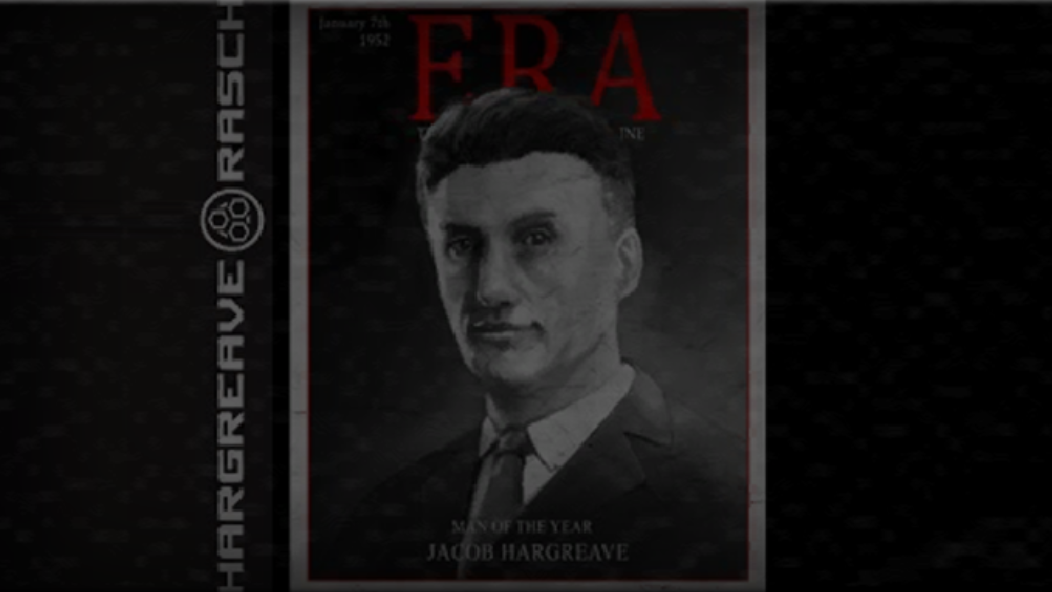 HARGREAVE RASCH
January 7th
1952
ERA
MAN OF THE YEAR
JACOB HARGREAVE